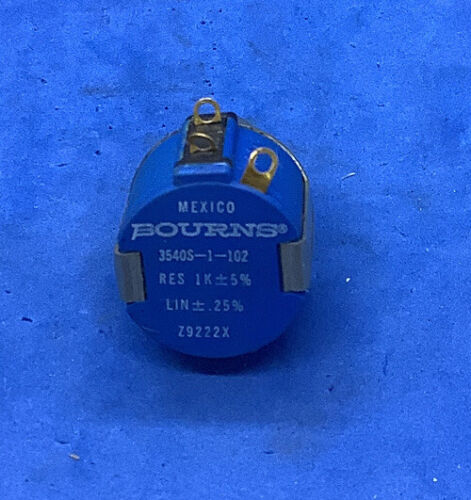 MEXICO
BOURNS®
3540S-1-102
RES 1K±5%
LIN±.25%
Z9222X